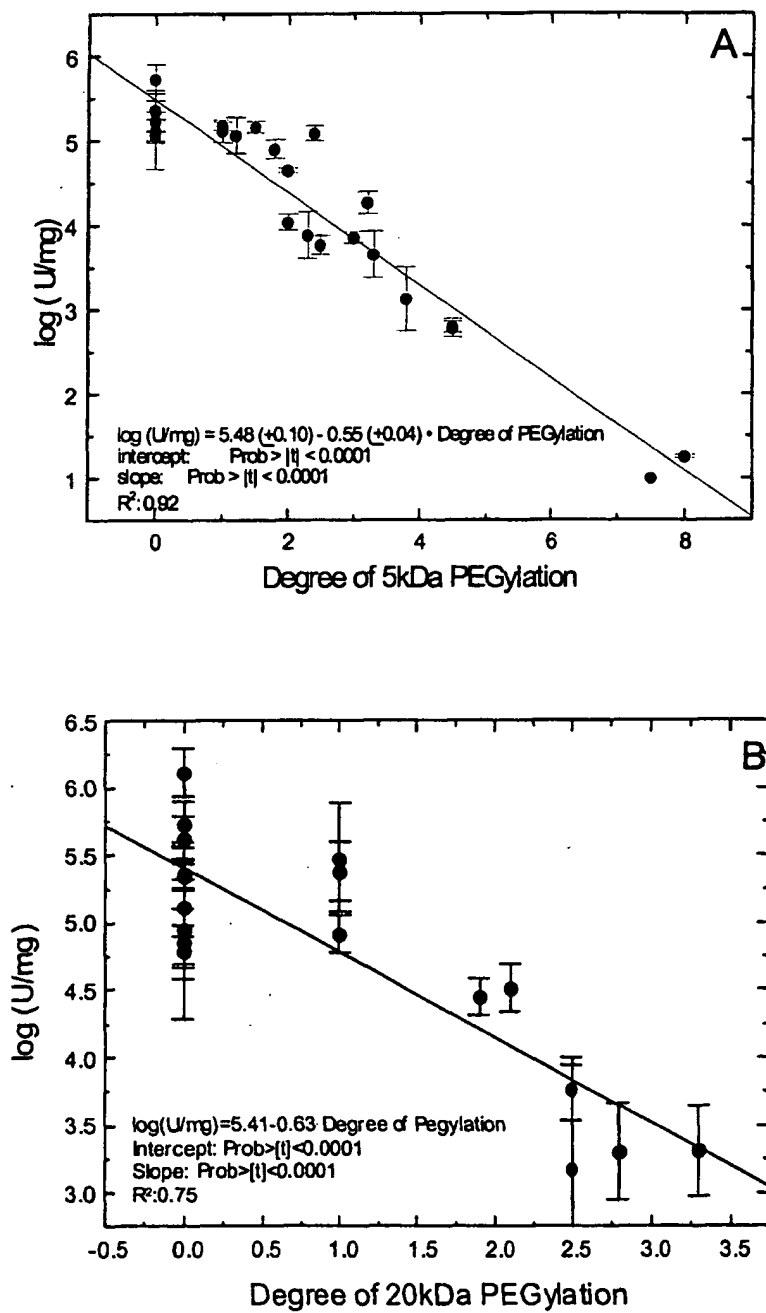 A
6
5
4
3
2
1
log ( U/mg)
log (U/mg) = 5.48 (±0.10) - 0.55 (±0.04) • Degree of PEGylation
intercept: Prob > |t| < 0.0001
slope: Prob > |t| < 0.0001
R²: 0.92
0 2 4 6 8
Degree of 5kDa PEGylation
B
6.5
6.0
5.5
5.0
4.5
4.0
3.5
3.0
log (U/mg)
log(U/mg)=5.41-0.63 Degree of Pegylation
Intercept: Prob>[t]<0.0001
Slope: Prob>[t]<0.0001
R²:0.75
-0.5 0.0 0.5 1.0 1.5 2.0 2.5 3.0 3.5
Degree of 20kDa PEGylation